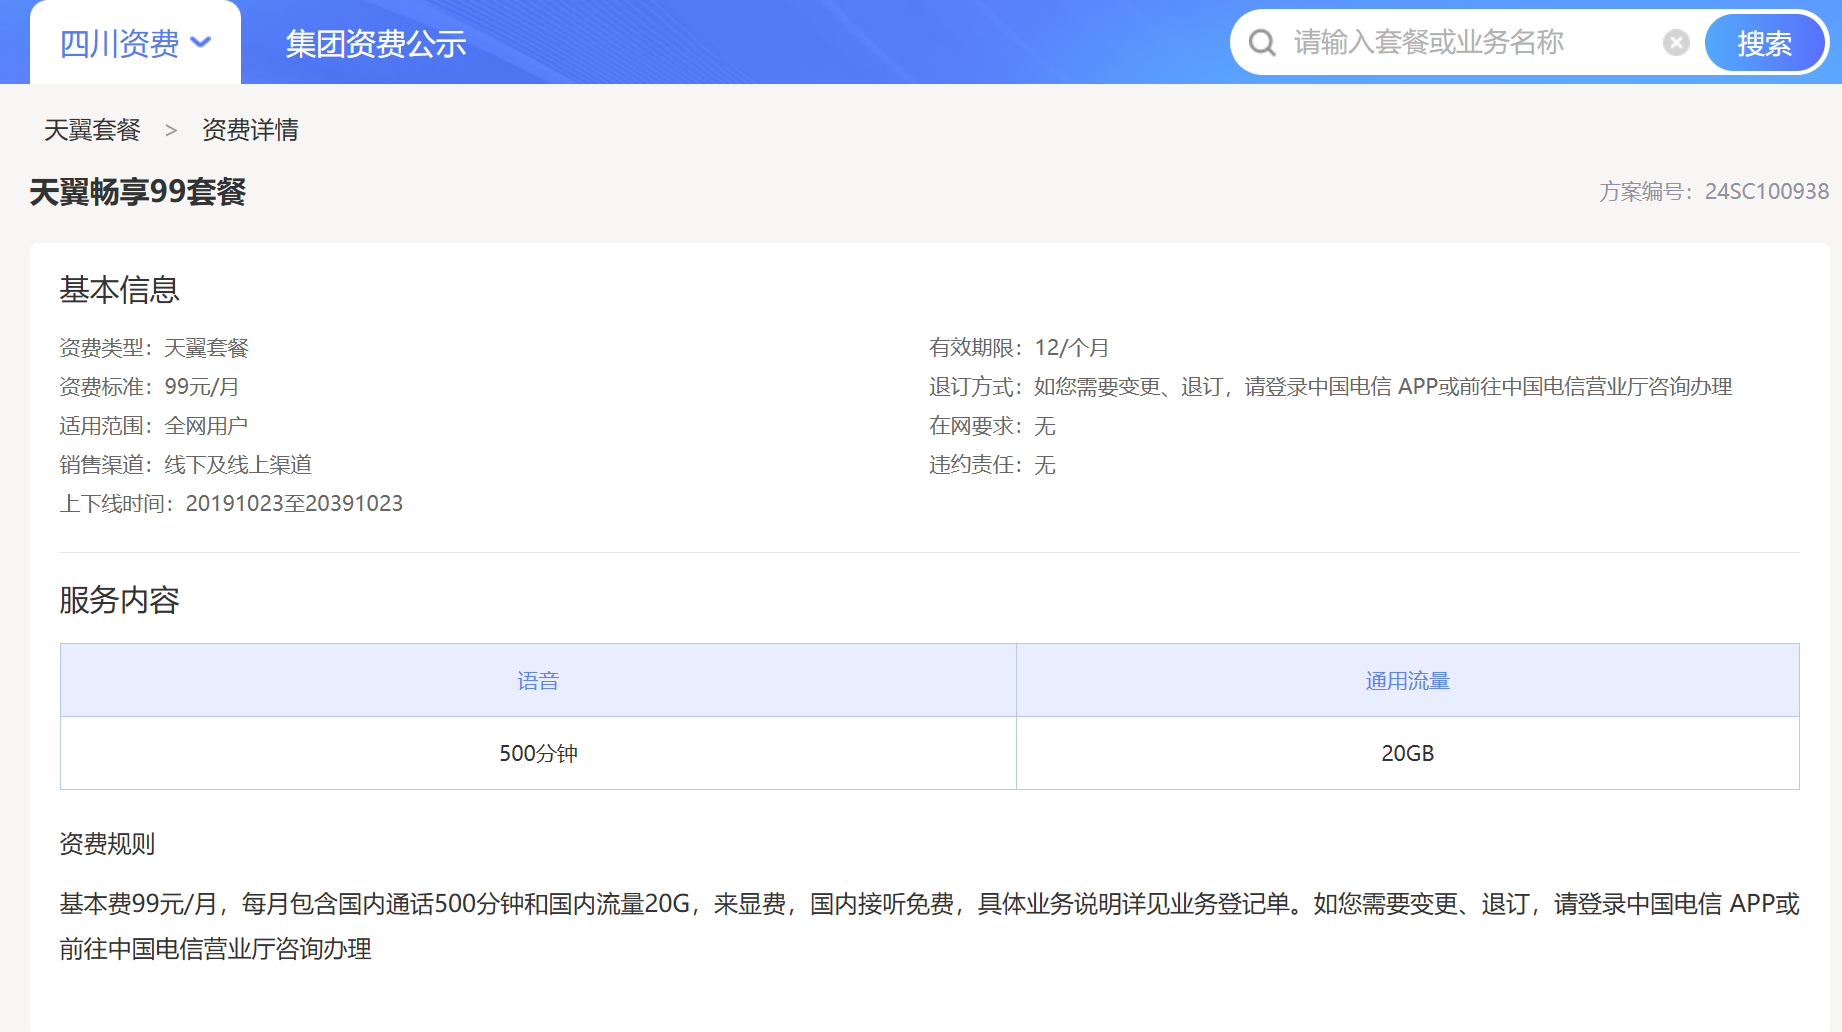 四川资费
集团资费公示
请输入套餐或业务名称
搜索
天翼套餐 > 资费详情
天翼畅享99套餐
方案编号：24SC100938
基本信息
资费类型：天翼套餐
有效期限：12/个月
资费标准：99元/月
退订方式：如您需要变更、退订，请登录中国电信 APP或前往中国电信营业厅咨询办理
适用范围：全网用户
在网要求：无
销售渠道：线下及线上渠道
违约责任：无
上下线时间：20191023至20391023
服务内容
语音 通用流量
500分钟 20GB
资费规则
基本费99元/月，每月包含国内通话500分钟和国内流量20G，来显费，国内接听免费，具体业务说明详见业务登记单。如您需要变更、退订，请登录中国电信 APP或
前往中国电信营业厅咨询办理